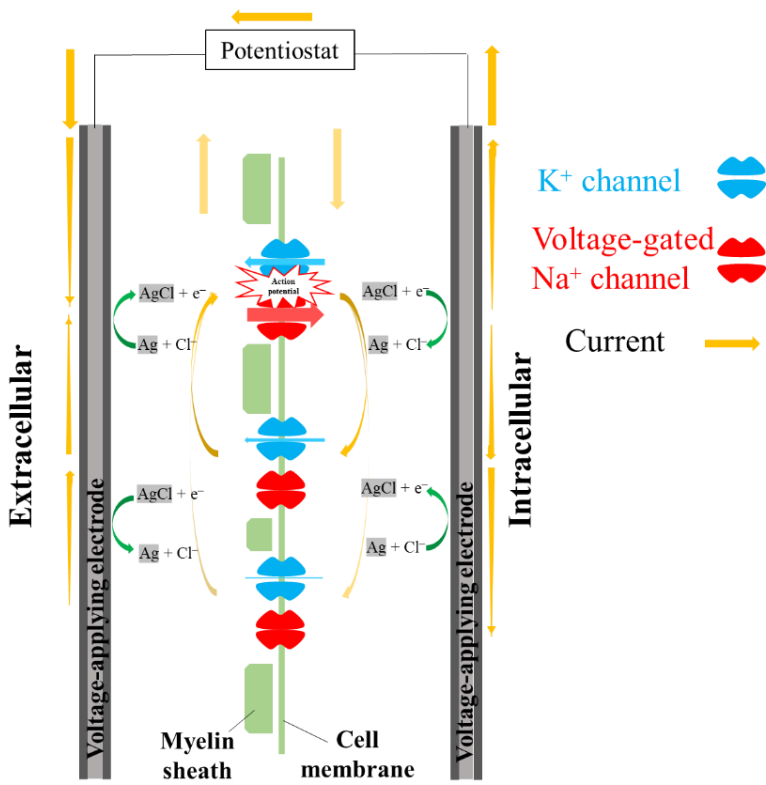 Potentiostat
K⁺ channel
Voltage-gated
Na⁺ channel
Current
Action
potential
AgCl + e⁻
Ag + Cl⁻
AgCl + e⁻
Ag + Cl⁻
Extracellular
Intracellular
AgCl + e⁻
Ag + Cl⁻
AgCl + e⁻
Ag + Cl⁻
Voltage-applying electrode
Voltage-applying electrode
Myelin
sheath
Cell
membrane